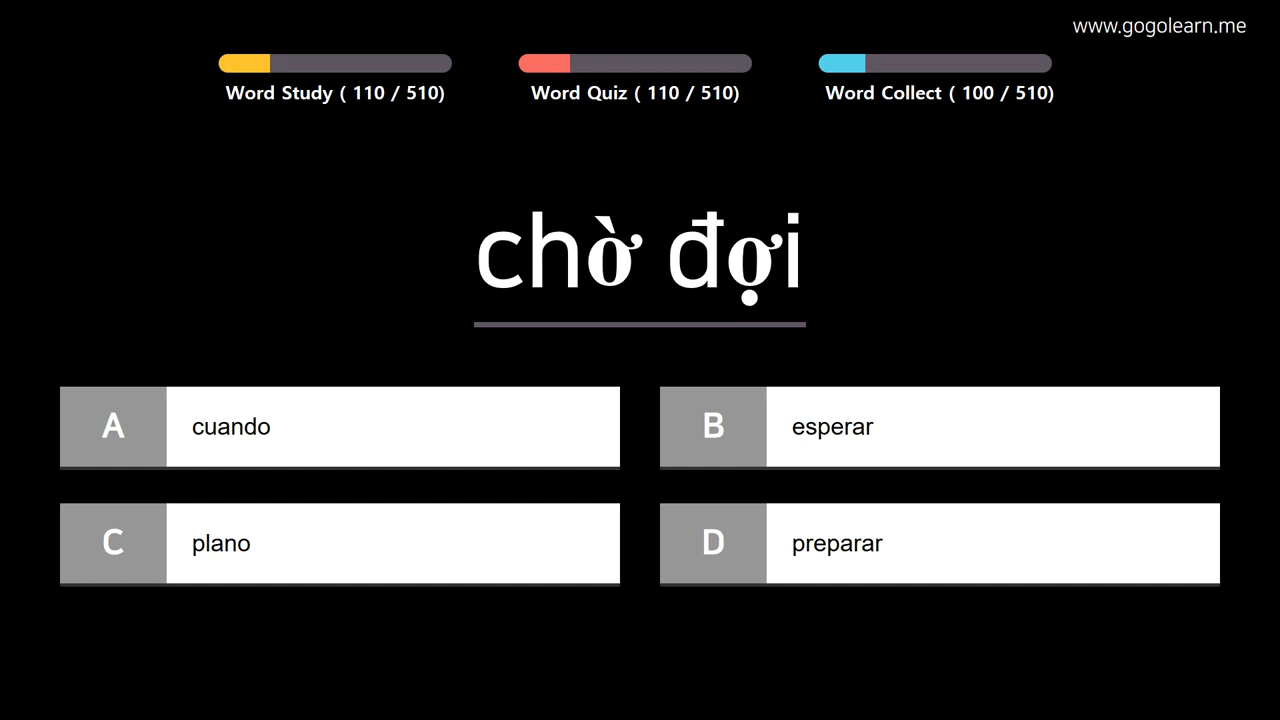 www.gogolearn.me
Word Study ( 110 / 510)
Word Quiz ( 110 / 510)
Word Collect ( 100 / 510)
chờ đợi
A cuando
B esperar
C plano
D preparar